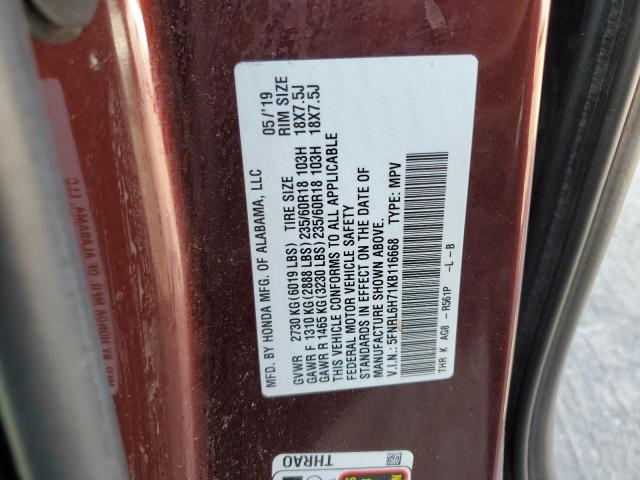 MFD. BY HONDA MFG. OF ALABAMA, LLC 05/'19
GVWR 2730 KG(6019 LBS) TIRE SIZE RIM SIZE
GAWR F 1310 KG(2888 LBS) 235/60R18 103H 18X7.5J
GAWR R 1465 KG(3230 LBS) 235/60R18 103H 18X7.5J
THIS VEHICLE CONFORMS TO ALL APPLICABLE
FEDERAL MOTOR VEHICLE SAFETY
STANDARDS IN EFFECT ON THE DATE OF
MANUFACTURE SHOWN ABOVE.
V.I.N.: 5FNRL6H71KB116668 TYPE: MPV
THR K AG8 - R561P -L-B
THRA0